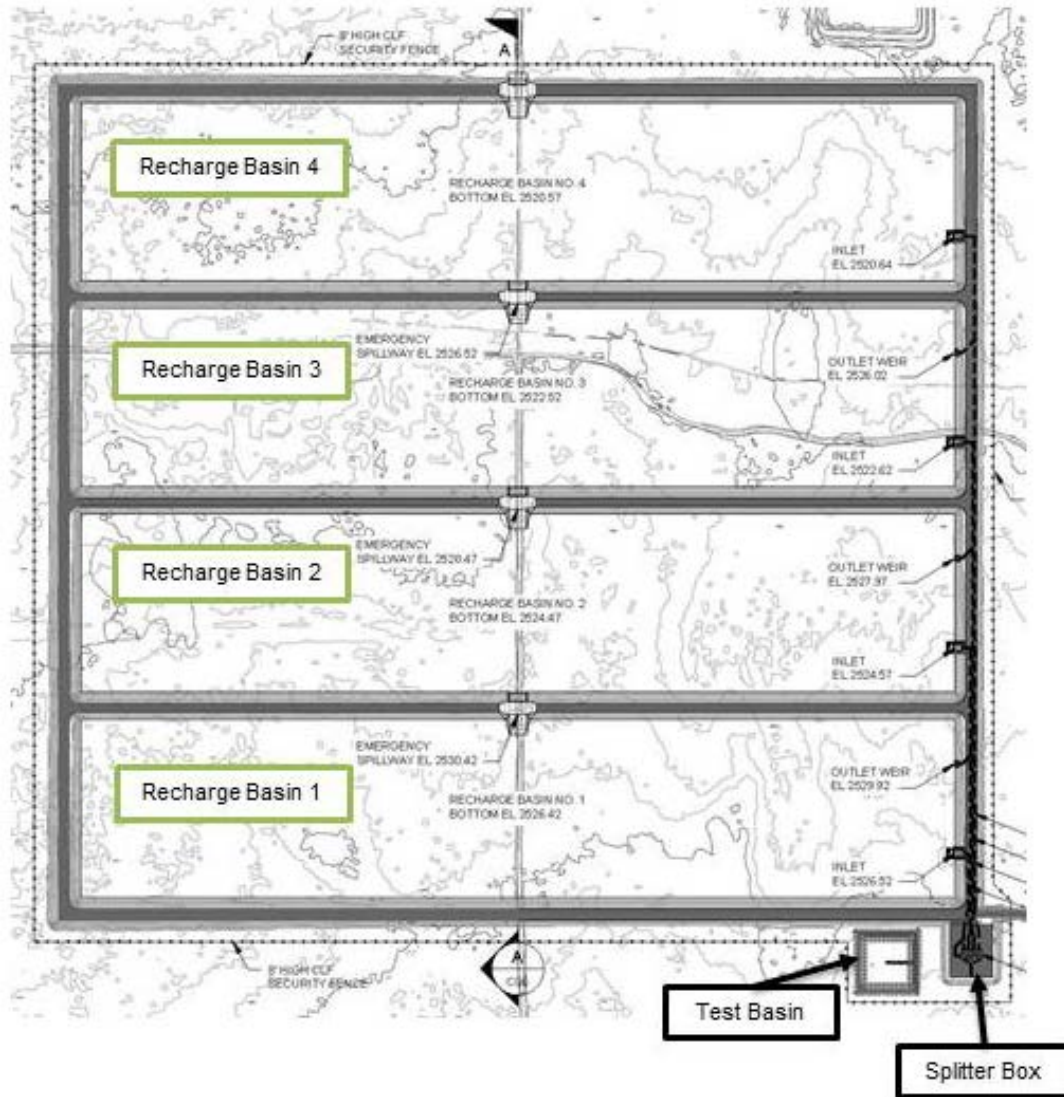 8' HIGH CLF
SECURITY FENCE
A
Recharge Basin 4
RECHARGE BASIN NO. 4
BOTTOM EL 2520.57
INLET
EL 2520.64
EMERGENCY
SPILLWAY EL 2526.52
Recharge Basin 3
RECHARGE BASIN NO. 3
BOTTOM EL 2522.52
OUTLET WEIR
EL 2526.02
INLET
EL 2522.62
EMERGENCY
SPILLWAY EL 2528.47
Recharge Basin 2
RECHARGE BASIN NO. 2
BOTTOM EL 2524.47
OUTLET WEIR
EL 2527.97
INLET
EL 2524.57
EMERGENCY
SPILLWAY EL 2530.42
Recharge Basin 1
RECHARGE BASIN NO. 1
BOTTOM EL 2526.42
OUTLET WEIR
EL 2529.92
INLET
EL 2526.52
A
8' HIGH CLF
SECURITY FENCE
Test Basin
Splitter Box